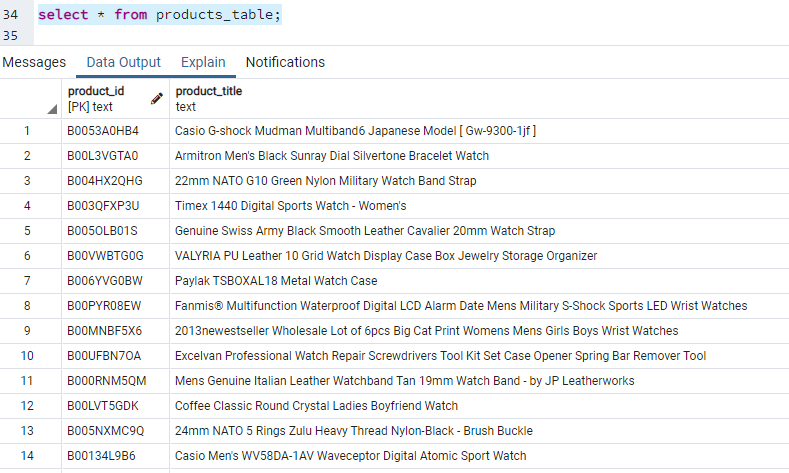 34 select * from products_table;
35
Messages Data Output Explain Notifications
product_id product_title
[PK] text text
1 B0053A0HB4 Casio G-shock Mudman Multiband6 Japanese Model [ Gw-9300-1jf ]
2 B00L3VGTA0 Armitron Men's Black Sunray Dial Silvertone Bracelet Watch
3 B004HX2QHG 22mm NATO G10 Green Nylon Military Watch Band Strap
4 B003QFXP3U Timex 1440 Digital Sports Watch - Women's
5 B005OLB01S Genuine Swiss Army Black Smooth Leather Cavalier 20mm Watch Strap
6 B00VWBTG0G VALYRIA PU Leather 10 Grid Watch Display Case Box Jewelry Storage Organizer
7 B006YVG0BW Paylak TSBOXAL18 Metal Watch Case
8 B00PYR08EW Fanmis® Multifunction Waterproof Digital LCD Alarm Date Mens Military S-Shock Sports LED Wrist Watches
9 B00MNBF5X6 2013newestseller Wholesale Lot of 6pcs Big Cat Print Womens Mens Girls Boys Wrist Watches
10 B00UFBN7OA Excelvan Professional Watch Repair Screwdrivers Tool Kit Set Case Opener Spring Bar Remover Tool
11 B000RNM5QM Mens Genuine Italian Leather Watchband Tan 19mm Watch Band - by JP Leatherworks
12 B00LVT5GDK Coffee Classic Round Crystal Ladies Boyfriend Watch
13 B005NXMC9Q 24mm NATO 5 Rings Zulu Heavy Thread Nylon-Black - Brush Buckle
14 B00134L9B6 Casio Men's WV58DA-1AV Waveceptor Digital Atomic Sport Watch